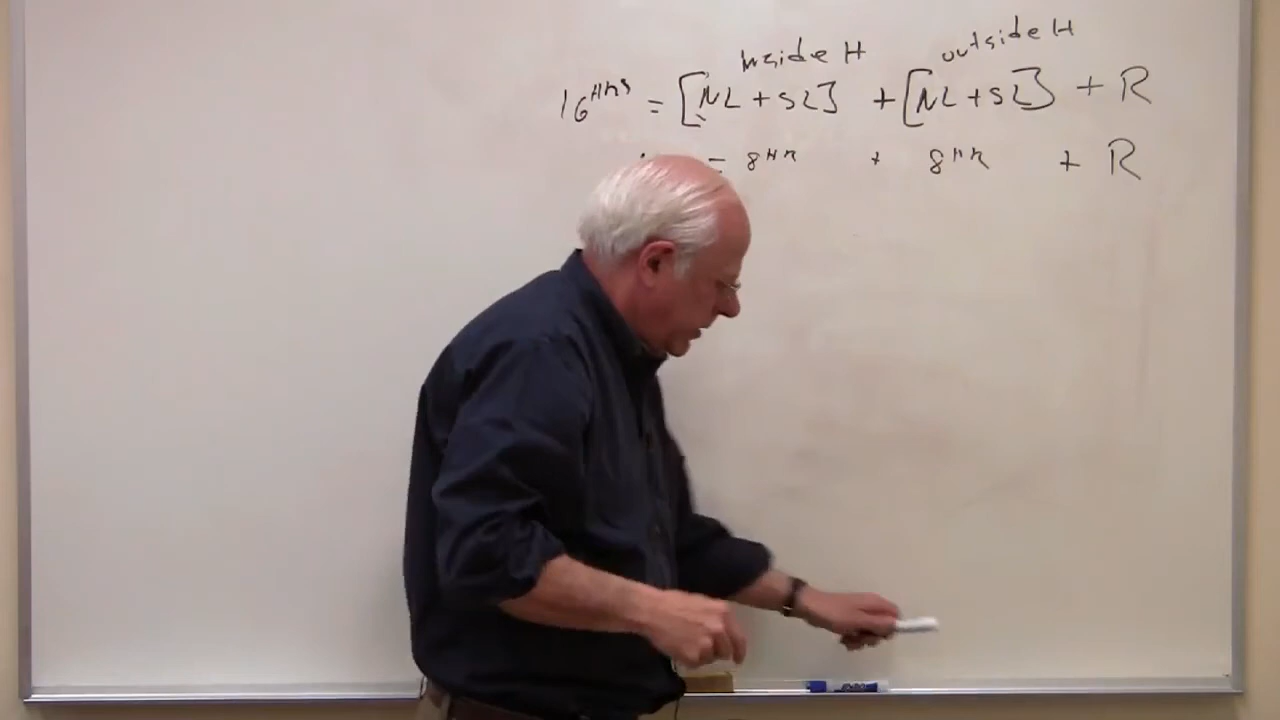 Inside H outside H
16 HRS = [NL + SL] + [NL + SL] + R
= 8 HR + 8 HR + R